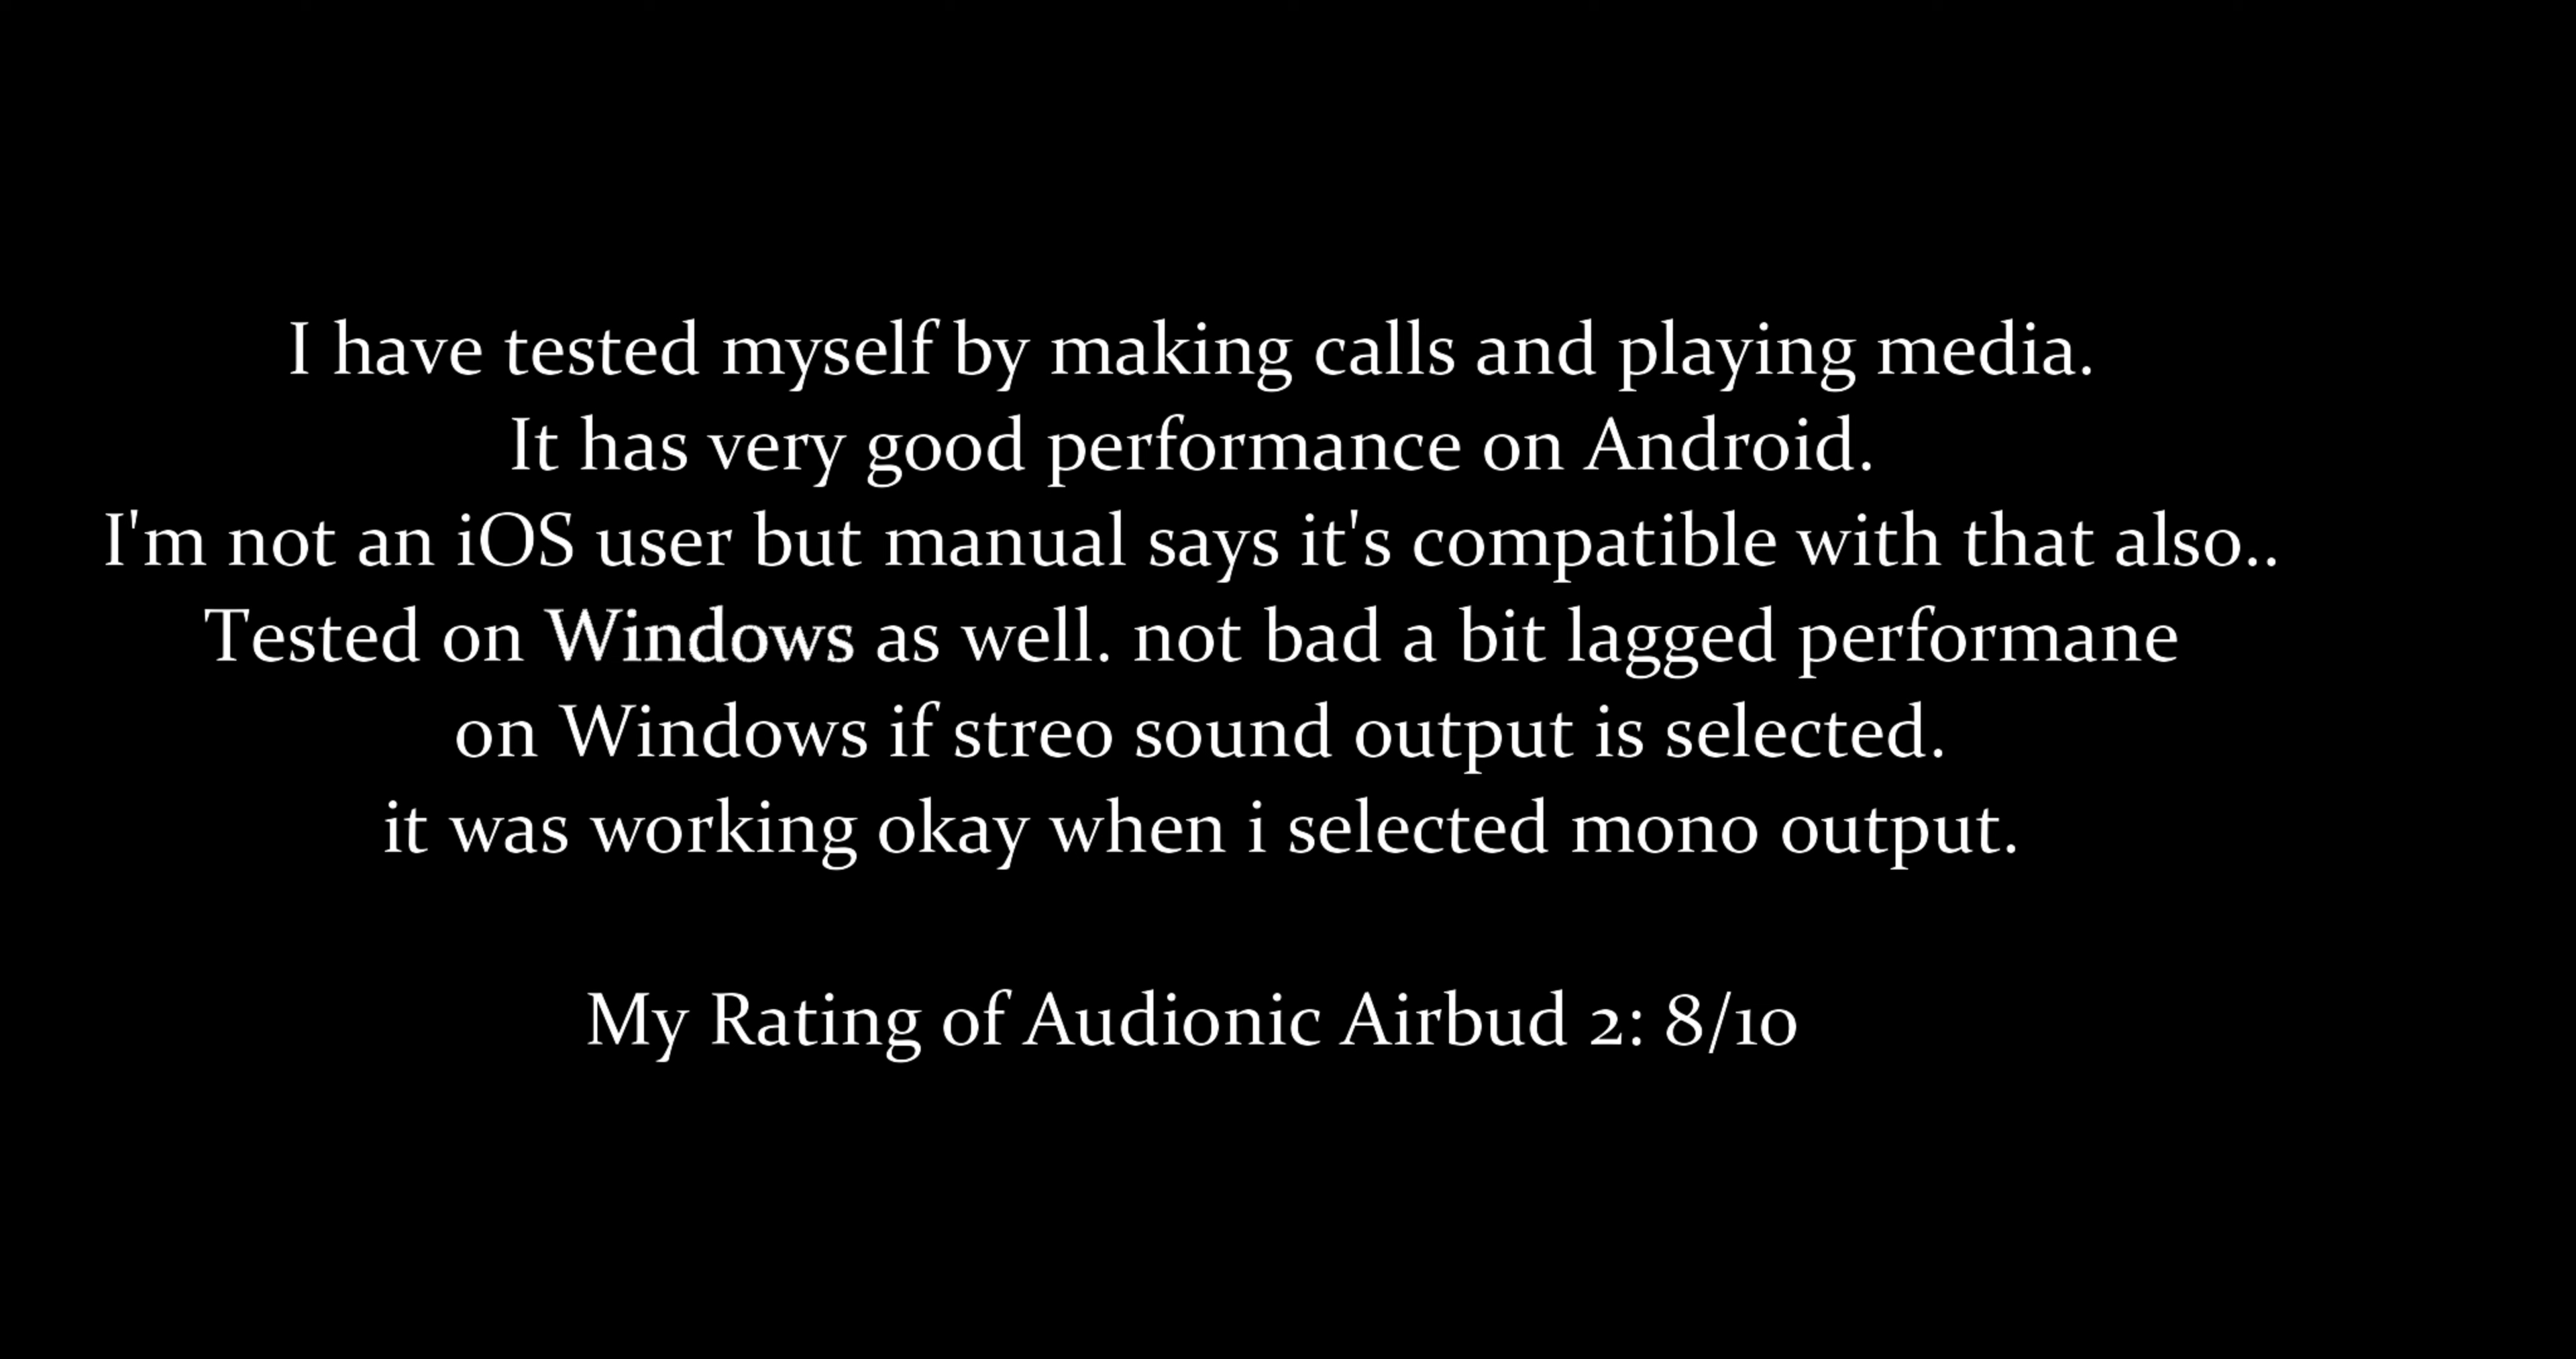 I have tested myself by making calls and playing media.
It has very good performance on Android.
I'm not an iOS user but manual says it's compatible with that also..
Tested on Windows as well. not bad a bit lagged performane
on Windows if streo sound output is selected.
it was working okay when i selected mono output.
My Rating of Audionic Airbud 2: 8/10